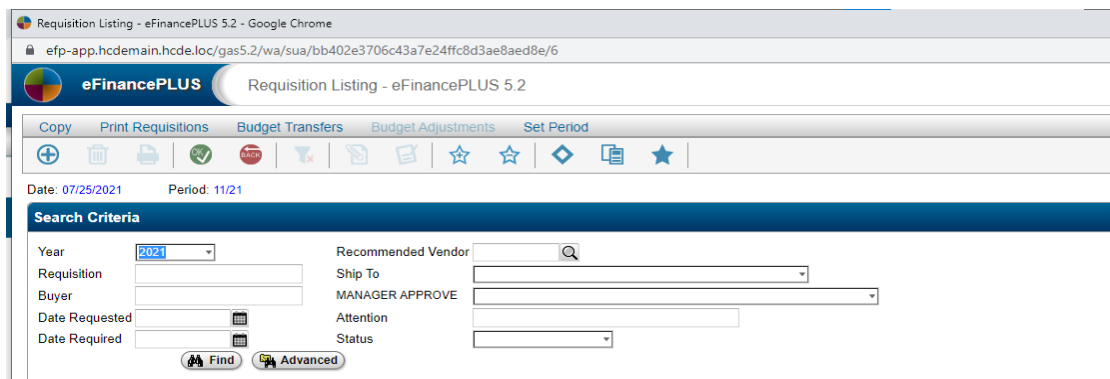 Requisition Listing - eFinancePLUS 5.2 - Google Chrome
efp-app.hcdemain.hcde.loc/gas5.2/wa/sua/bb402e3706c43a7e24ffc8d3ae8aed8e/6
eFinancePLUS Requisition Listing - eFinancePLUS 5.2
Copy Print Requisitions Budget Transfers Budget Adjustments Set Period
OK BACK
Date: 07/25/2021 Period: 11/21
Search Criteria
Year 2021 Recommended Vendor
Requisition Ship To
Buyer MANAGER APPROVE
Date Requested Attention
Date Required Status
Find Advanced